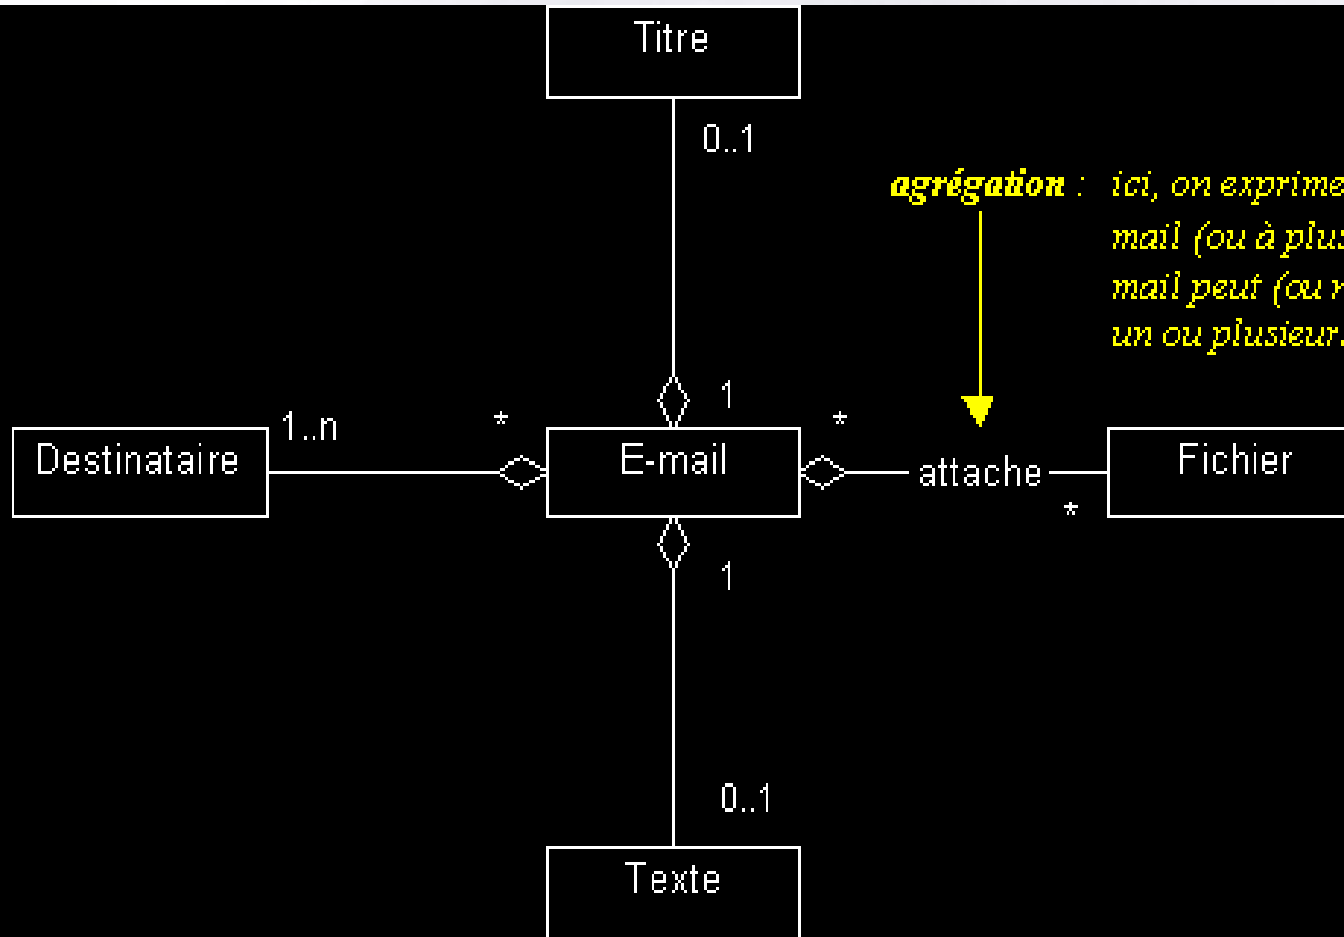 Titre
0..1
agrégation : ici, on exprime
mail (ou à plus
mail peut (ou
un ou plusieur
1
1..n
*
*
Destinataire
E-mail
attache
Fichier
*
1
0..1
Texte